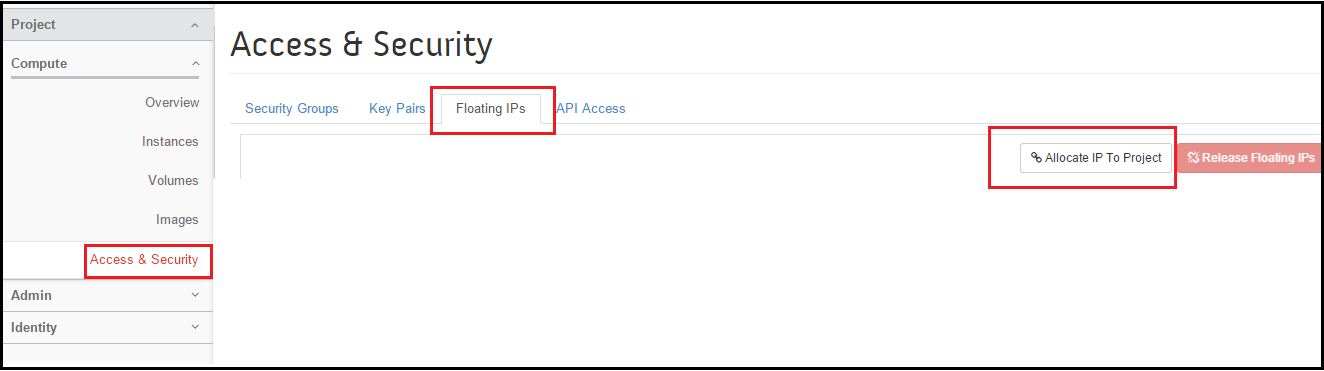 Project
Compute
Overview
Instances
Volumes
Images
Access & Security
Admin
Identity
Access & Security
Security Groups
Key Pairs
Floating IPs
API Access
Allocate IP To Project
Release Floating IPs